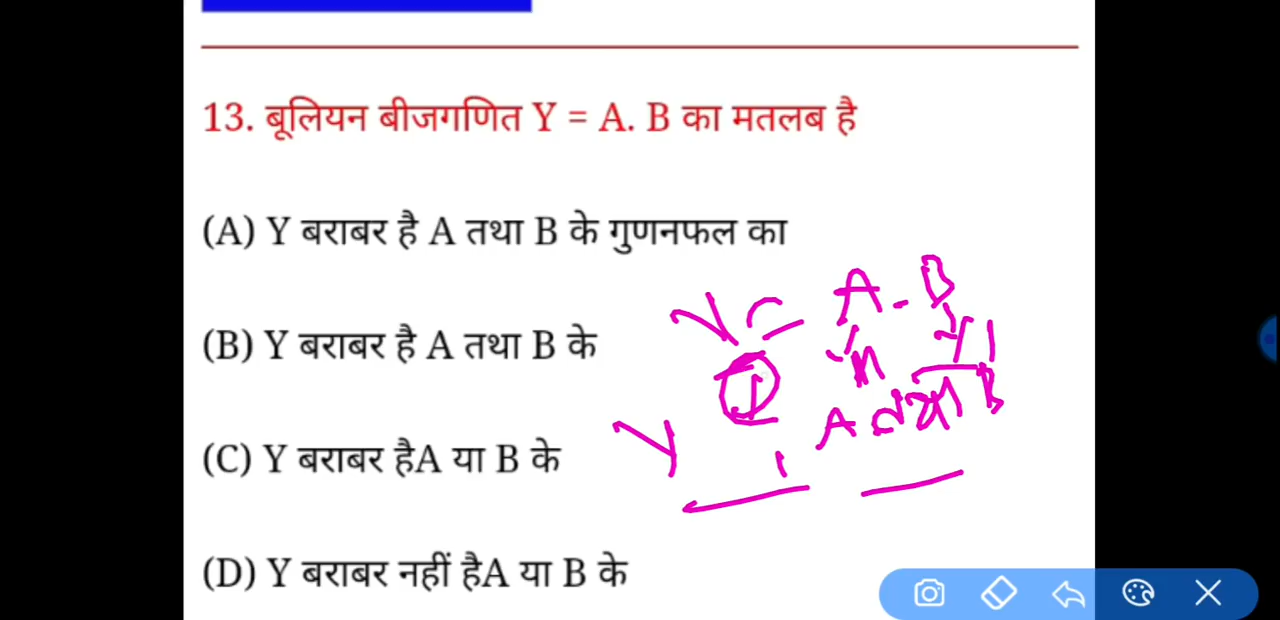 13. बूलियन बीजगणित Y = A. B का मतलब है
(A) Y बराबर है A तथा B के गुणनफल का
Y = A . B
(B) Y बराबर है A तथा B के
(C) Y बराबर हैA या B के
Y A तथा B
(D) Y बराबर नहीं हैA या B के